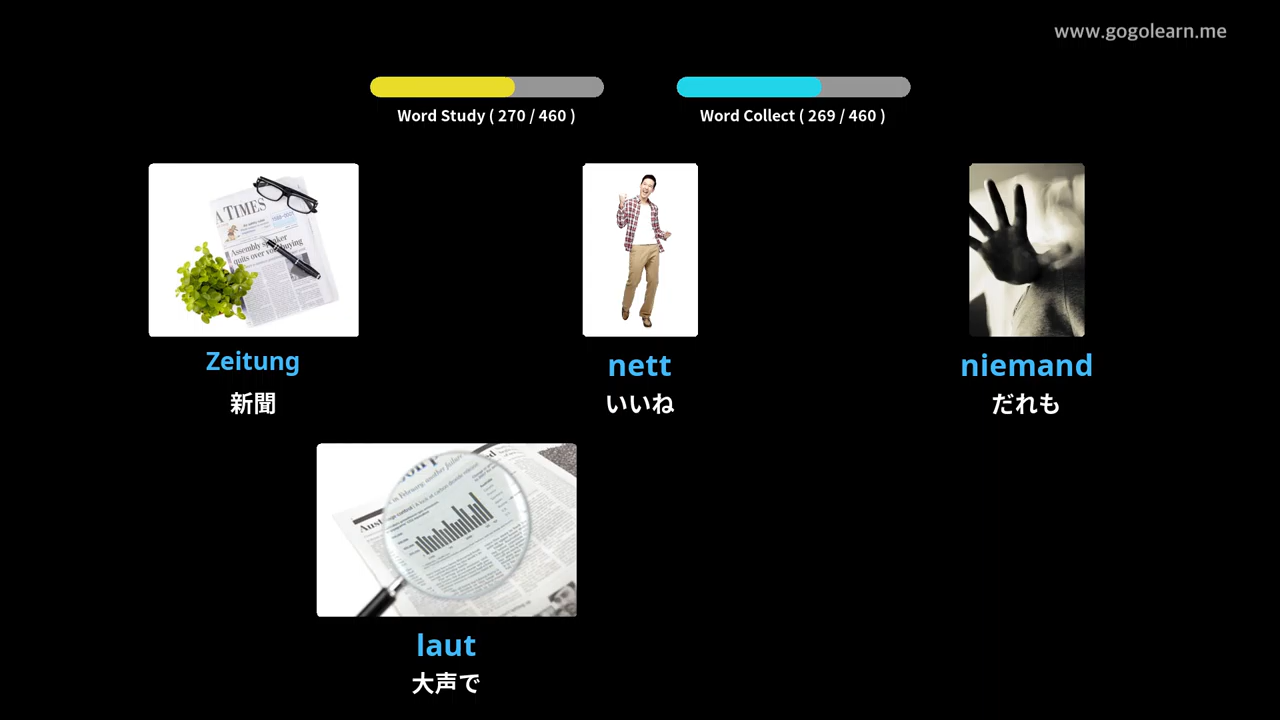 www.gogolearn.me
Word Study ( 270 / 460 )
Word Collect ( 269 / 460 )
A TIMES
Zeitung
新聞
nett
いいね
niemand
だれも
laut
大声で